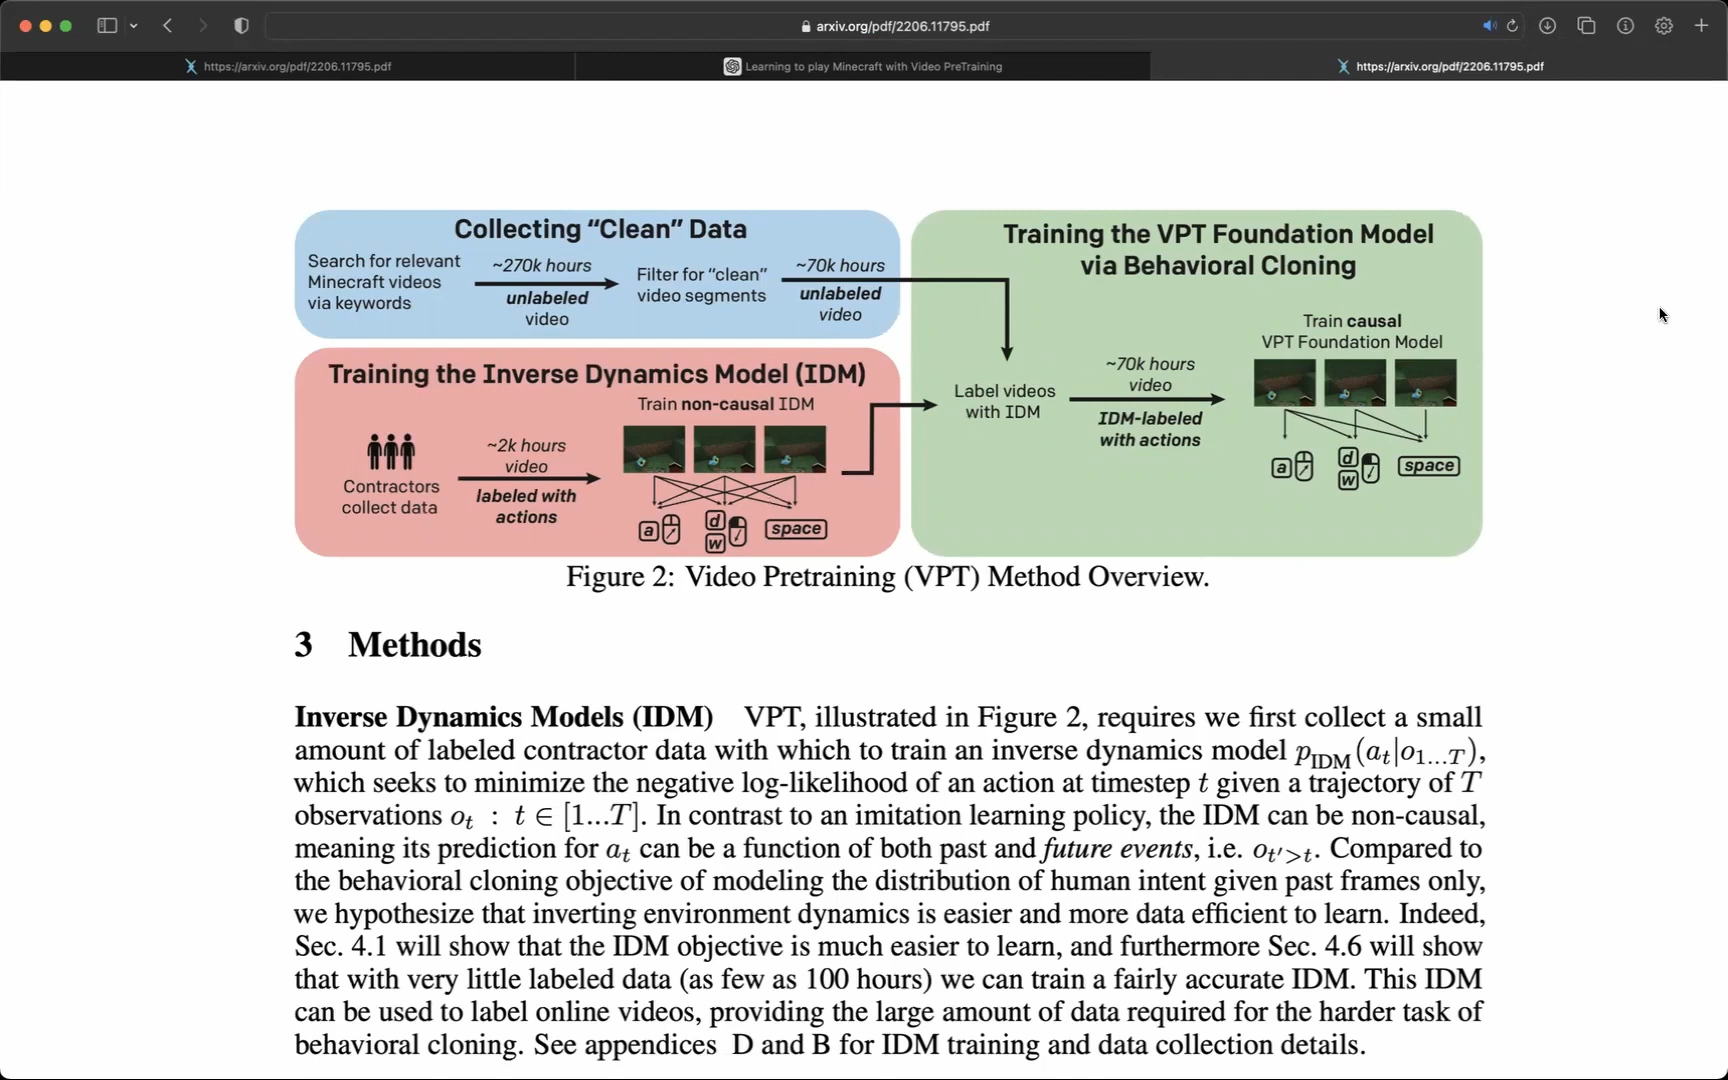 arxiv.org/pdf/2206.11795.pdf
https://arxiv.org/pdf/2206.11795.pdf
Learning to play Minecraft with Video PreTraining
https://arxiv.org/pdf/2206.11795.pdf
Collecting “Clean” Data
Search for relevant
Minecraft videos
via keywords
~270k hours
unlabeled
video
Filter for “clean”
video segments
~70k hours
unlabeled
video
Training the Inverse Dynamics Model (IDM)
Contractors
collect data
~2k hours
video
labeled with
actions
Train non-causal IDM
a
d
w
space
Training the VPT Foundation Model
via Behavioral Cloning
Label videos
with IDM
~70k hours
video
IDM-labeled
with actions
Train causal
VPT Foundation Model
a
d
w
space
Figure 2: Video Pretraining (VPT) Method Overview.
3 Methods
Inverse Dynamics Models (IDM) VPT, illustrated in Figure 2, requires we first collect a small
amount of labeled contractor data with which to train an inverse dynamics model p_IDM(a_t|o_1...T),
which seeks to minimize the negative log-likelihood of an action at timestep t given a trajectory of T
observations o_t : t ∈ [1...T]. In contrast to an imitation learning policy, the IDM can be non-causal,
meaning its prediction for a_t can be a function of both past and future events, i.e. o_t′>t. Compared to
the behavioral cloning objective of modeling the distribution of human intent given past frames only,
we hypothesize that inverting environment dynamics is easier and more data efficient to learn. Indeed,
Sec. 4.1 will show that the IDM objective is much easier to learn, and furthermore Sec. 4.6 will show
that with very little labeled data (as few as 100 hours) we can train a fairly accurate IDM. This IDM
can be used to label online videos, providing the large amount of data required for the harder task of
behavioral cloning. See appendices D and B for IDM training and data collection details.